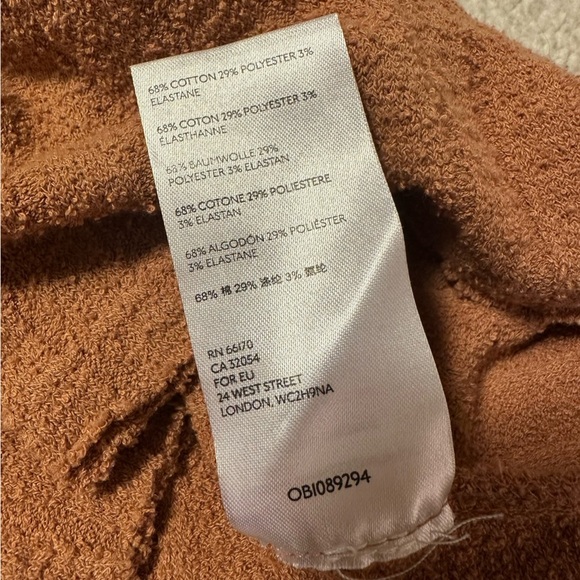 68% COTTON 29% POLYESTER 3%
ELASTANE
68% COTON 29% POLYESTER 3%
ÉLASTHANNE
68% BAUMWOLLE 29%
POLYESTER 3% ELASTAN
68% COTONE 29% POLIESTERE
3% ELASTAN
68% ALGODÓN 29% POLIÉSTER
3% ELASTANE
68% 棉 29% 涤纶 3% 氨纶
RN 66170
CA 32054
FOR EU
24 WEST STREET
LONDON, WC2H9NA
OB1089294